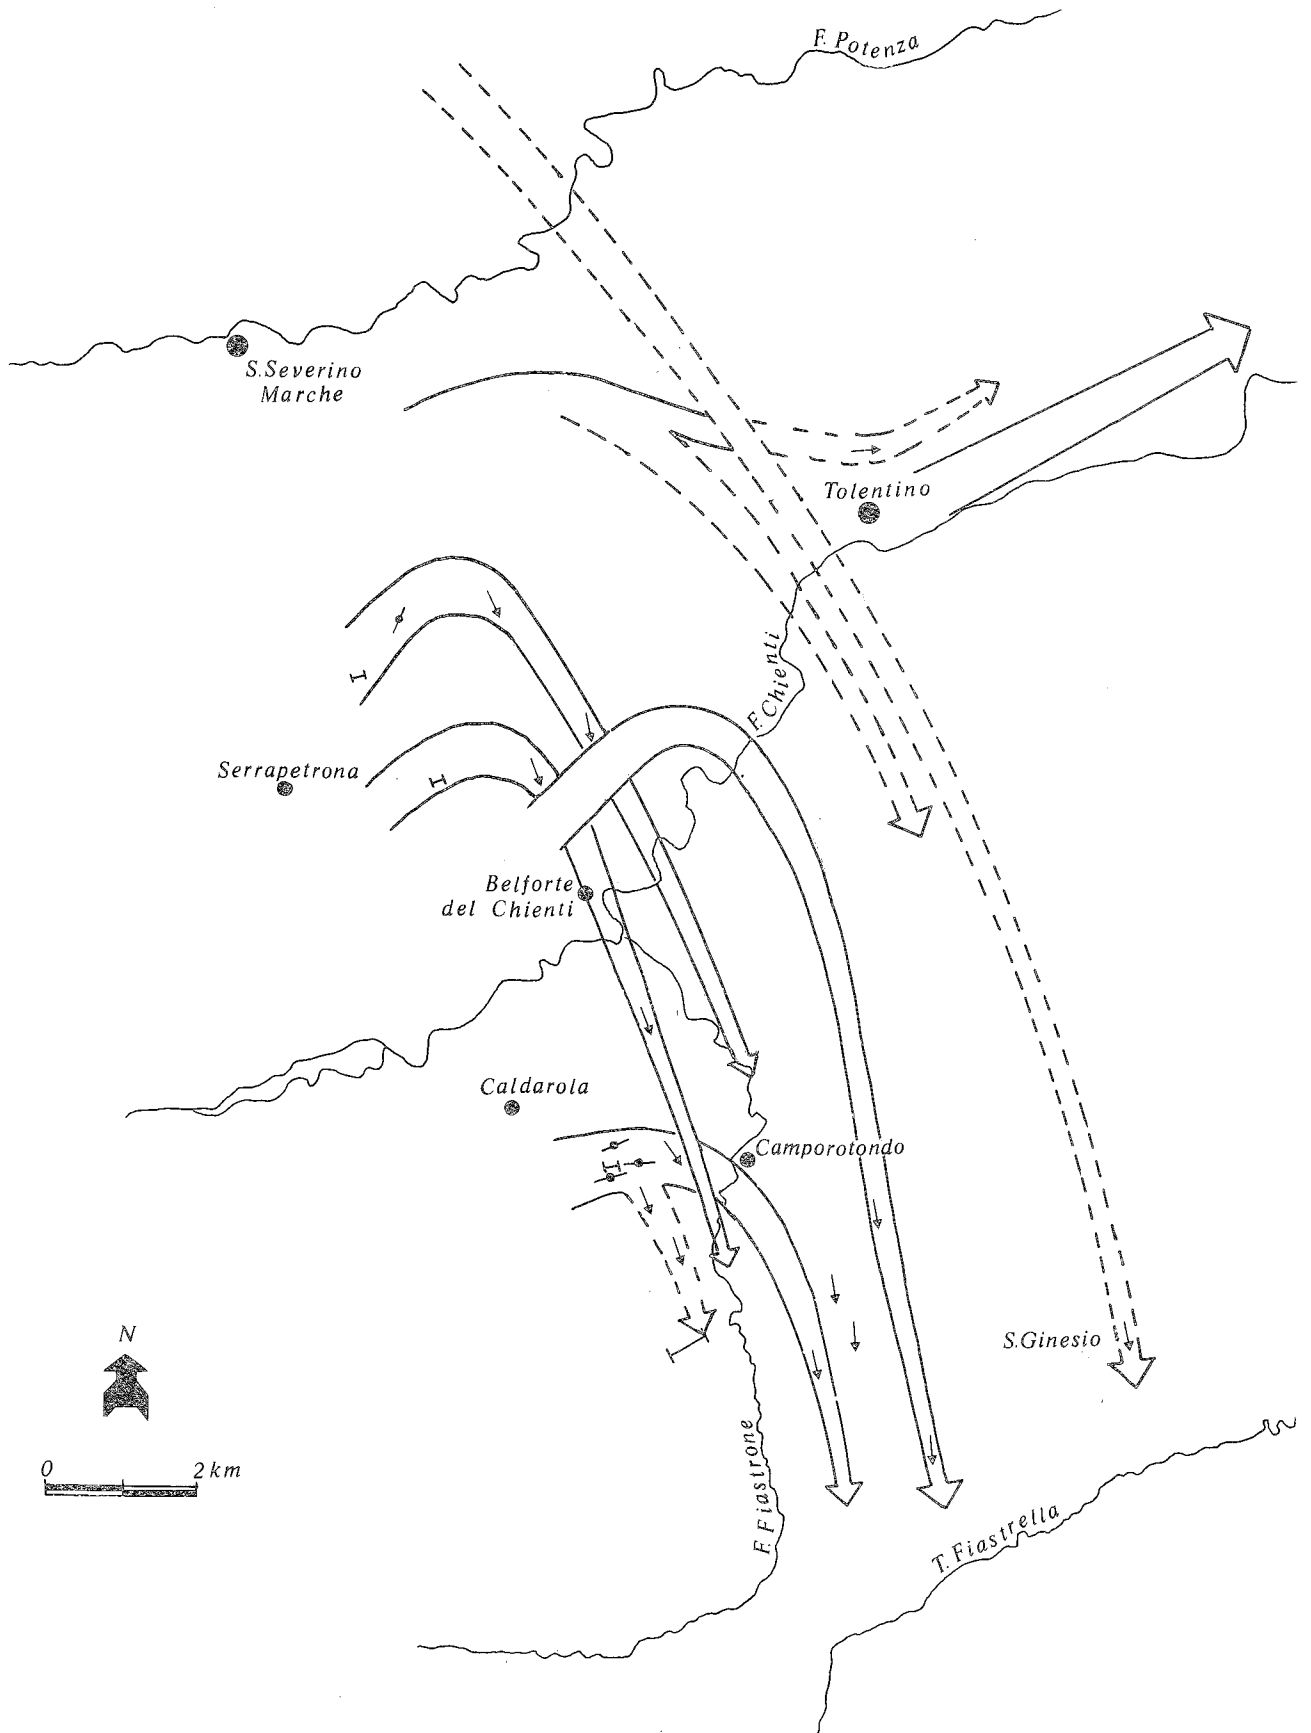 F. Potenza
S.Severino
Marche
Tolentino
F. Chienti
Serrapetrona
Belforte
del Chienti
Caldarola
Camporotondo
N
S.Ginesio
0 2 km
F. Fiastrone
T. Fiastrella